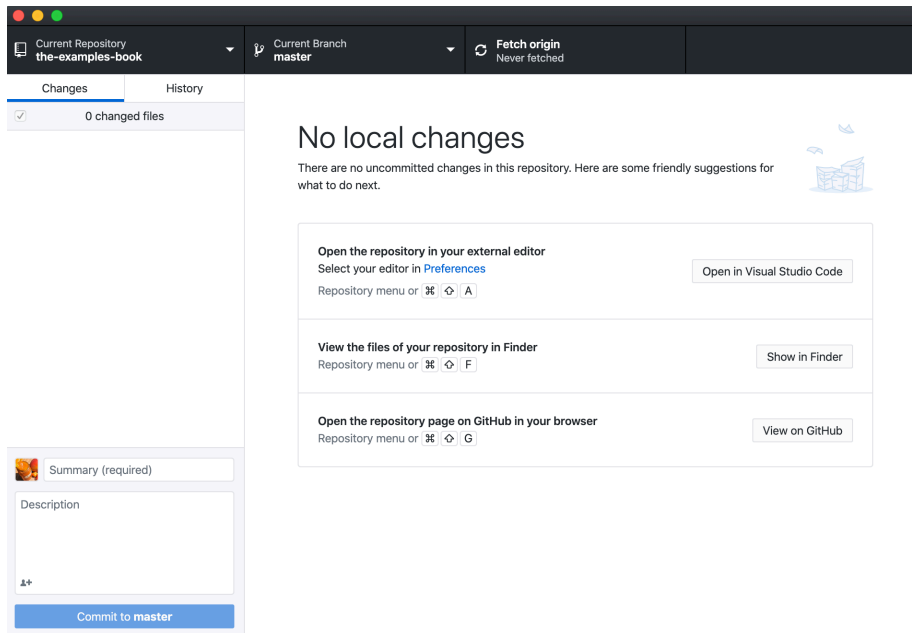 Current Repository
the-examples-book
Current Branch
master
Fetch origin
Never fetched
Changes
History
0 changed files
No local changes
There are no uncommitted changes in this repository. Here are some friendly suggestions for
what to do next.
Open the repository in your external editor
Select your editor in Preferences
Repository menu or ⌘ ⇧ A
Open in Visual Studio Code
View the files of your repository in Finder
Repository menu or ⌘ ⇧ F
Show in Finder
Open the repository page on GitHub in your browser
Repository menu or ⌘ ⇧ G
View on GitHub
Summary (required)
Description
Commit to master